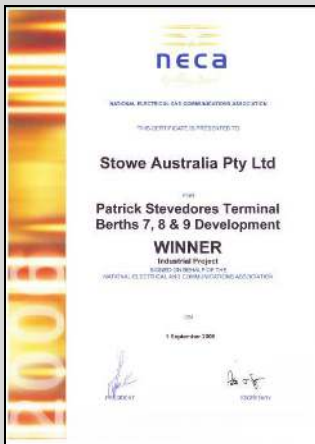 neca
NATIONAL ELECTRICAL AND COMMUNICATIONS ASSOCIATION
THIS CERTIFICATE IS PRESENTED TO
Stowe Australia Pty Ltd
FOR
Patrick Stevedores Terminal
Berths 7, 8 & 9 Development
WINNER
Industrial Project
SIGNED ON BEHALF OF THE
NATIONAL ELECTRICAL AND COMMUNICATIONS ASSOCIATION
ON
1 September
PRESIDENT